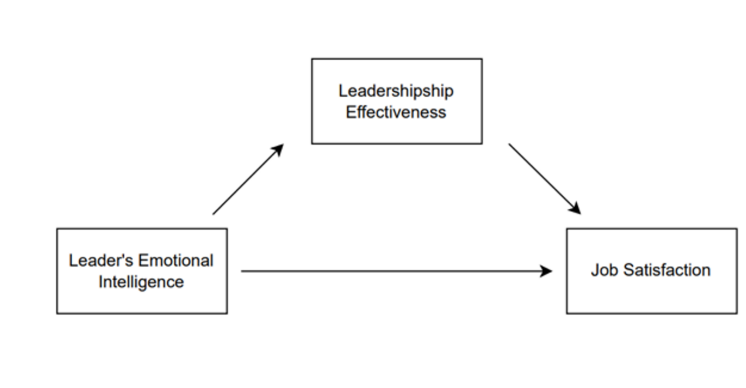 Leadershipship
Effectiveness
Leader's Emotional
Intelligence
Job Satisfaction